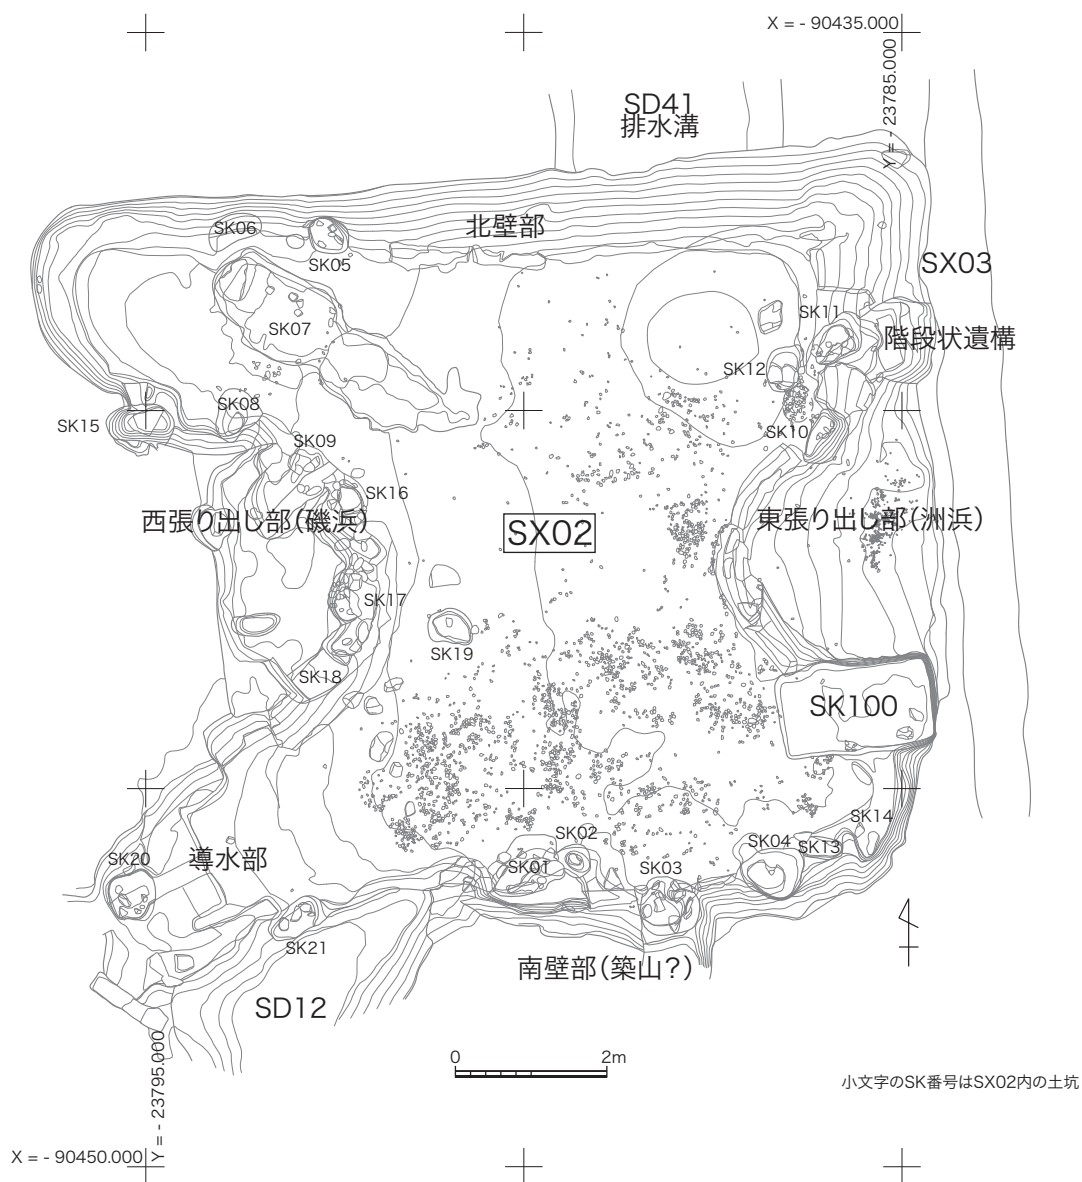 X = - 90435.000
Y = - 23785.000
SD41
排水溝
北壁部
SK06
SK05
SX03
SK07
SK11
階段状遺構
SK12
SK08
SK15
SK10
SK09
SK16
西張り出し部(磯浜)
SX02
東張り出し部(洲浜)
SK17
SK19
SK18
SK100
SK14
SK02
SK04
SK13
SK20
導水部
SK01
SK03
SK21
南壁部(築山?)
SD12
0
2m
小文字のSK番号はSX02内の土坑
Y = - 23795.000
X = - 90450.000